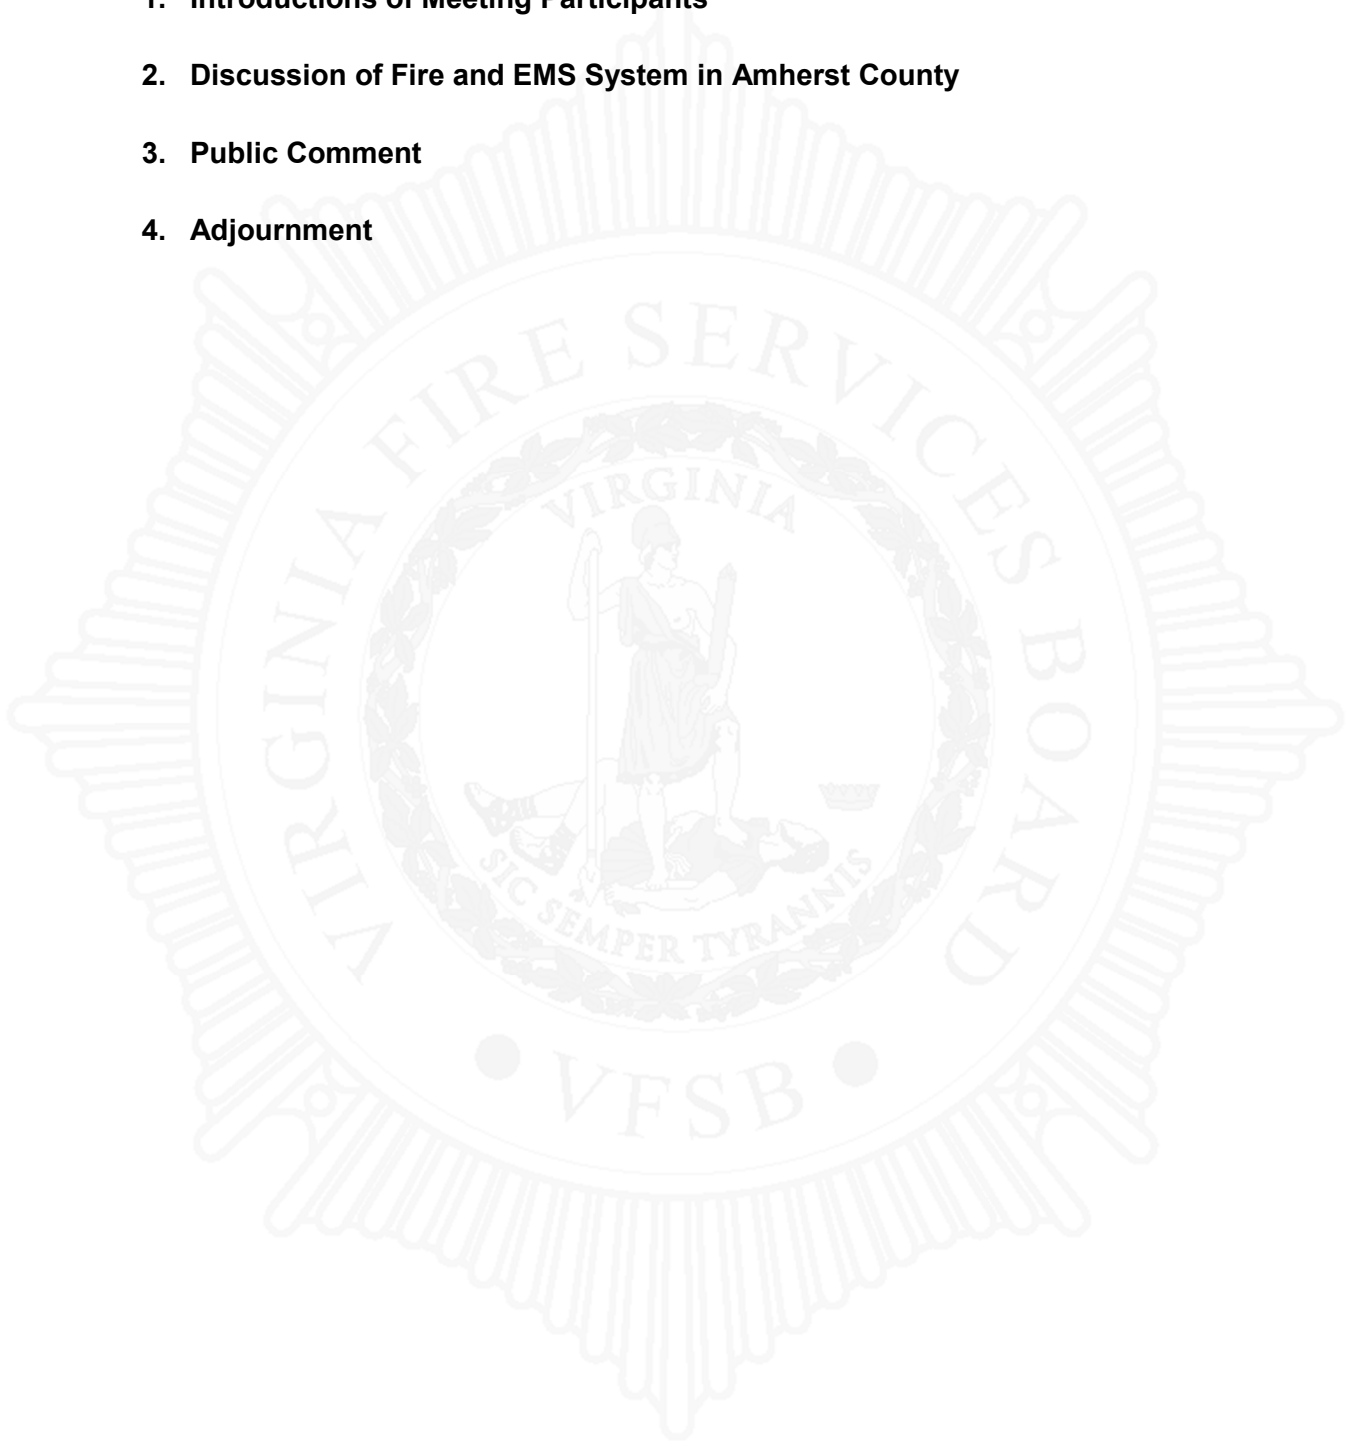 1. Introductions of Meeting Participants
2. Discussion of Fire and EMS System in Amherst County
3. Public Comment
4. Adjournment
VIRGINIA FIRE SERVICES BOARD
VIRGINIA
SIC SEMPER TYRANNIS
• VFSB •